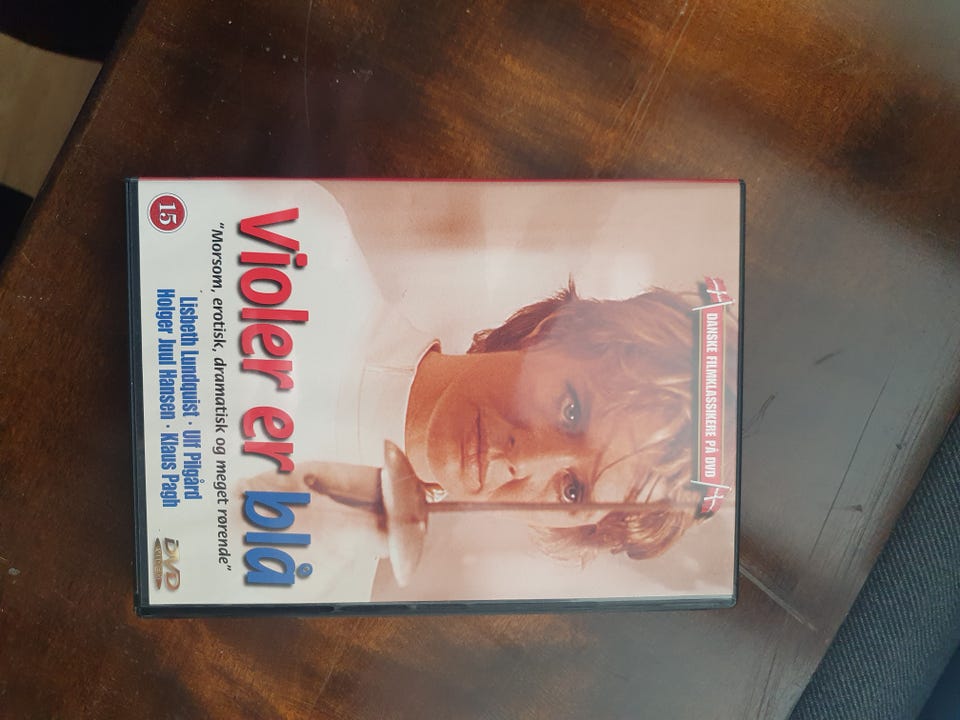 DANSKE FILMKLASSIKERE PÅ DVD
Violer er blå
"Morsom, erotisk, dramatisk og meget rørende"
Lisbeth Lundquist · Ulf Pilgård
Holger Juul Hansen · Klaus Pagh
15
DVD
VIDEO